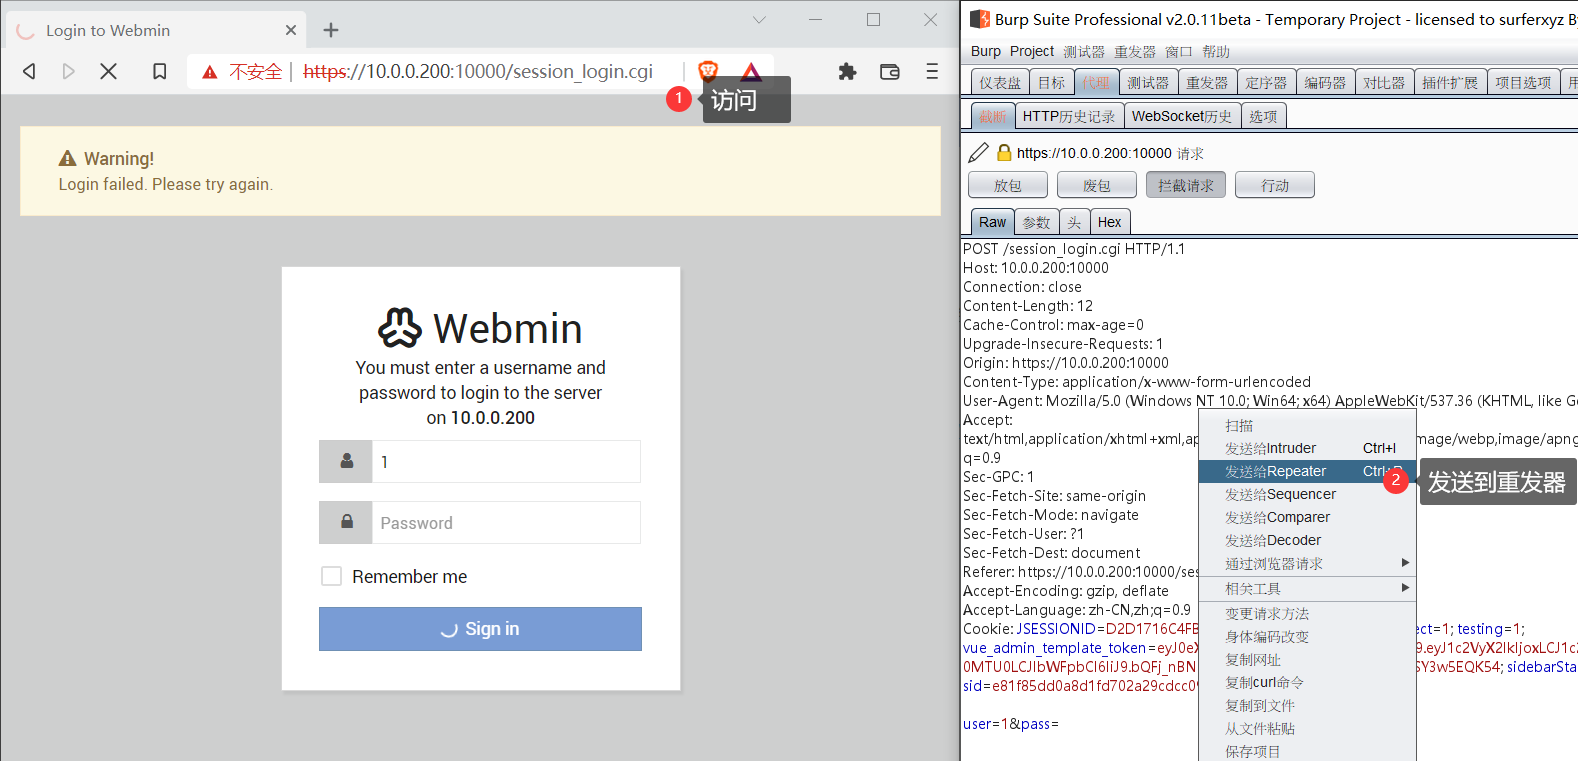 Login to Webmin
不安全
https://10.0.0.200:10000/session_login.cgi
1
访问
Warning!
Login failed. Please try again.
Webmin
You must enter a username and
password to login to the server
on 10.0.0.200
1
Password
Remember me
Sign in
Burp Suite Professional v2.0.11beta - Temporary Project - licensed to surferxyz By
Burp Project 测试器 重发器 窗口 帮助
仪表盘 目标 代理 测试器 重发器 定序器 编码器 对比器 插件扩展 项目选项 用
截断 HTTP历史记录 WebSocket历史 选项
https://10.0.0.200:10000 请求
放包 废包 拦截请求 行动
Raw 参数 头 Hex
POST /session_login.cgi HTTP/1.1
Host: 10.0.0.200:10000
Connection: close
Content-Length: 12
Cache-Control: max-age=0
Upgrade-Insecure-Requests: 1
Origin: https://10.0.0.200:10000
Content-Type: application/x-www-form-urlencoded
User-Agent: Mozilla/5.0 (Windows NT 10.0; Win64; x64) AppleWebKit/537.36 (KHTML, like Ge
Accept:
text/html,application/xhtml+xml,ap mage/webp,image/apng
q=0.9
Sec-GPC: 1
Sec-Fetch-Site: same-origin
Sec-Fetch-Mode: navigate
Sec-Fetch-User: ?1
Sec-Fetch-Dest: document
Referer: https://10.0.0.200:10000/ses
Accept-Encoding: gzip, deflate
Accept-Language: zh-CN,zh;q=0.9
Cookie: JSESSIONID=D2D1716C4FB ect=1; testing=1;
vue_admin_template_token=eyJ0eX 9.eyJ1c2VyX2lkIjoxLCJ1c2
0MTU0LCJlbWFpbCI6IiJ9.bQFj_nBN SY3w5EQK54; sidebarSta
sid=e81f85dd0a8d1fd702a29cdcc09
user=1&pass=
扫描
发送给Intruder Ctrl+I
发送给Repeater
2
发送到重发器
发送给Sequencer
发送给Comparer
发送给Decoder
通过浏览器请求
相关工具
变更请求方法
身体编码改变
复制网址
复制curl命令
复制到文件
从文件粘贴
保存项目